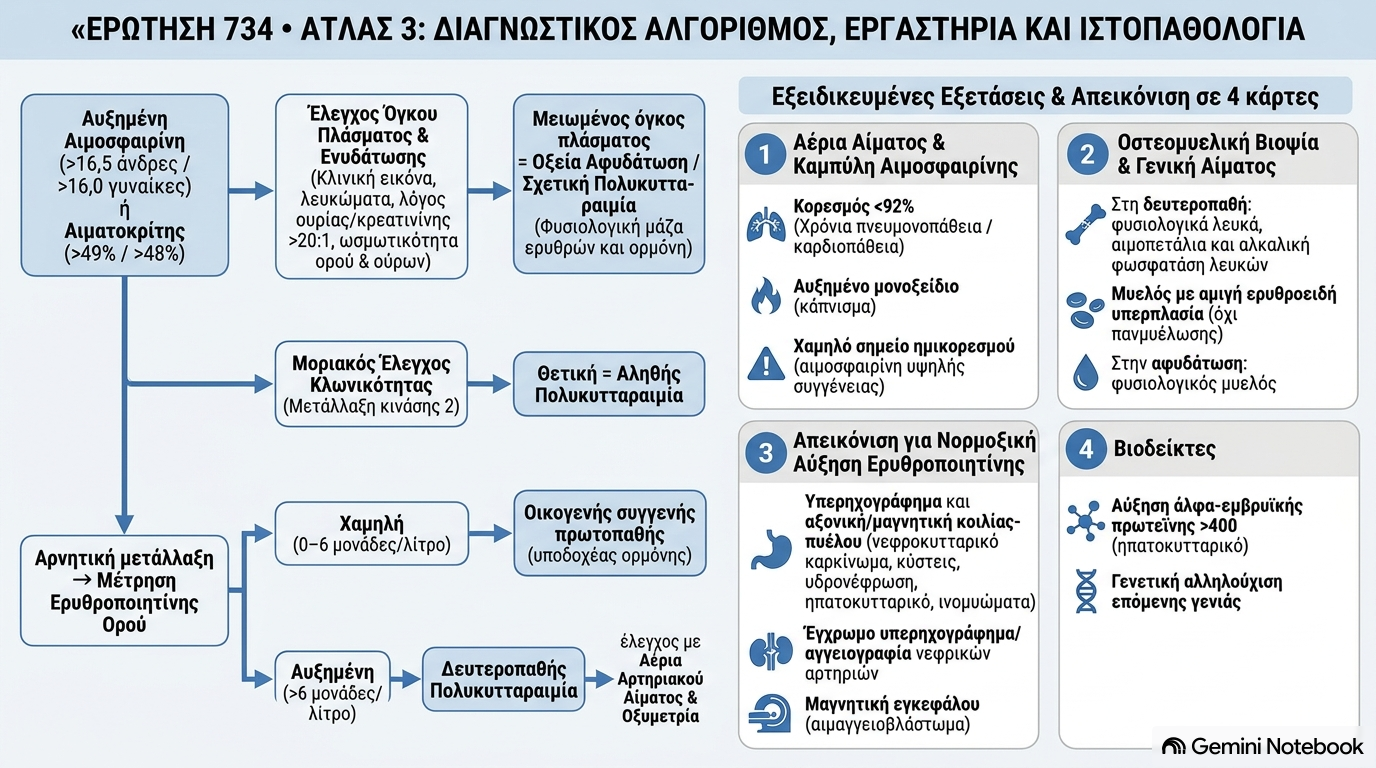 «ΕΡΩΤΗΣΗ 734 • ΑΤΛΑΣ 3: ΔΙΑΓΝΩΣΤΙΚΟΣ ΑΛΓΟΡΙΘΜΟΣ, ΕΡΓΑΣΤΗΡΙΑ ΚΑΙ ΙΣΤΟΠΑΘΟΛΟΓΙΑ
Αυξημένη
Αιμοσφαιρίνη
(>16,5 άνδρες /
>16,0 γυναίκες)
ή
Αιματοκρίτης
(>49% / >48%)
Έλεγχος Όγκου
Πλάσματος &
Ενυδάτωσης
(Κλινική εικόνα,
λευκώματα, λόγος
ουρίας/κρεατινίνης
>20:1, ωσμωτικότητα
ορού & ούρων)
Μειωμένος όγκος
πλάσματος
= Οξεία Αφυδάτωση /
Σχετική Πολυκυττα-
ραιμία
(Φυσιολογική μάζα
ερυθρών και ορμόνη)
Μοριακός Έλεγχος
Κλωνικότητας
(Μετάλλαξη κινάσης 2)
Θετική = Αληθής
Πολυκυτταραιμία
Αρνητική μετάλλαξη
→ Μέτρηση
Ερυθροποιητίνης
Ορού
Χαμηλή
(0–6 μονάδες/λίτρο)
Οικογενής συγγενής
πρωτοπαθής
(υποδοχέας ορμόνης)
Αυξημένη
(>6 μονάδες/
λίτρο)
Δευτεροπαθής
Πολυκυτταραιμία
έλεγχος με
Αέρια
Αρτηριακού
Αίματος &
Οξυμετρία
Εξειδικευμένες Εξετάσεις & Απεικόνιση σε 4 κάρτες
1
Αέρια Αίματος &
Καμπύλη Αιμοσφαιρίνης
Κορεσμός <92%
(Χρόνια πνευμονοπάθεια /
καρδιοπάθεια)
Αυξημένο μονοξείδιο
(κάπνισμα)
Χαμηλό σημείο ημικορεσμού
(αιμοσφαιρίνη υψηλής
συγγένειας)
2
Οστεομυελική Βιοψία
& Γενική Αίματος
Στη δευτεροπαθή:
φυσιολογικά λευκά,
αιμοπετάλια και αλκαλική
φωσφατάση λευκών
Μυελός με αμιγή ερυθροειδή
υπερπλασία (όχι
πανμυέλωσης)
Στην αφυδάτωση:
φυσιολογικός μυελός
3
Απεικόνιση για Νορμοξική
Αύξηση Ερυθροποιητίνης
Υπερηχογράφημα και
αξονική/μαγνητική κοιλίας-
πυέλου (νεφροκυτταρικό
καρκίνωμα, κύστεις,
υδρονέφρωση,
ηπατοκυτταρικό, ινομυώματα)
Έγχρωμο υπερηχογράφημα/
αγγειογραφία νεφρικών
αρτηριών
Μαγνητική εγκεφάλου
(αιμαγγειοβλάστωμα)
4
Βιοδείκτες
Αύξηση άλφα-εμβρυϊκής
πρωτεΐνης >400
(ηπατοκυτταρικό)
Γενετική αλληλούχιση
επόμενης γενιάς
Gemini Notebook